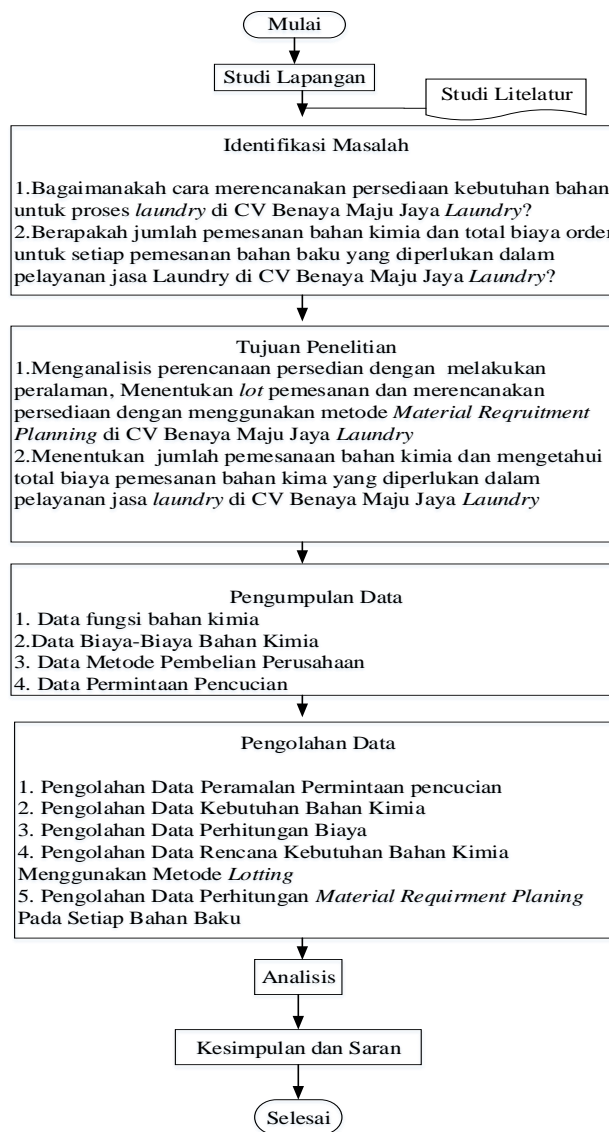 Mulai
Studi Lapangan
Studi Litelatur
Identifikasi Masalah
1.Bagaimanakah cara merencanakan persediaan kebutuhan bahan
untuk proses laundry di CV Benaya Maju Jaya Laundry?
2.Berapakah jumlah pemesanan bahan kimia dan total biaya order
untuk setiap pemesanan bahan baku yang diperlukan dalam
pelayanan jasa Laundry di CV Benaya Maju Jaya Laundry?
Tujuan Penelitian
1.Menganalisis perencanaan persedian dengan melakukan
peralaman, Menentukan lot pemesanan dan merencanakan
persediaan dengan menggunakan metode Material Reqruitment
Planning di CV Benaya Maju Jaya Laundry
2.Menentukan jumlah pemesanaan bahan kimia dan mengetahui
total biaya pemesanan bahan kima yang diperlukan dalam
pelayanan jasa laundry di CV Benaya Maju Jaya Laundry
Pengumpulan Data
1. Data fungsi bahan kimia
2.Data Biaya-Biaya Bahan Kimia
3. Data Metode Pembelian Perusahaan
4. Data Permintaan Pencucian
Pengolahan Data
1. Pengolahan Data Peramalan Permintaan pencucian
2. Pengolahan Data Kebutuhan Bahan Kimia
3. Pengolahan Data Perhitungan Biaya
4. Pengolahan Data Rencana Kebutuhan Bahan Kimia
Menggunakan Metode Lotting
5. Pengolahan Data Perhitungan Material Requirment Planing
Pada Setiap Bahan Baku
Analisis
Kesimpulan dan Saran
Selesai